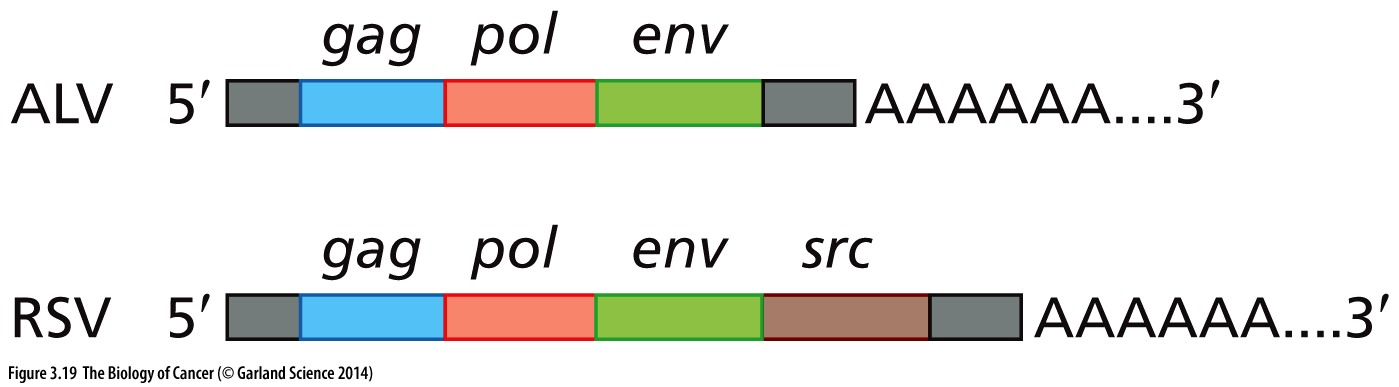 gag pol env
ALV 5′ AAAAAA....3′
gag pol env src
RSV 5′ AAAAAA....3′
Figure 3.19 The Biology of Cancer (© Garland Science 2014)